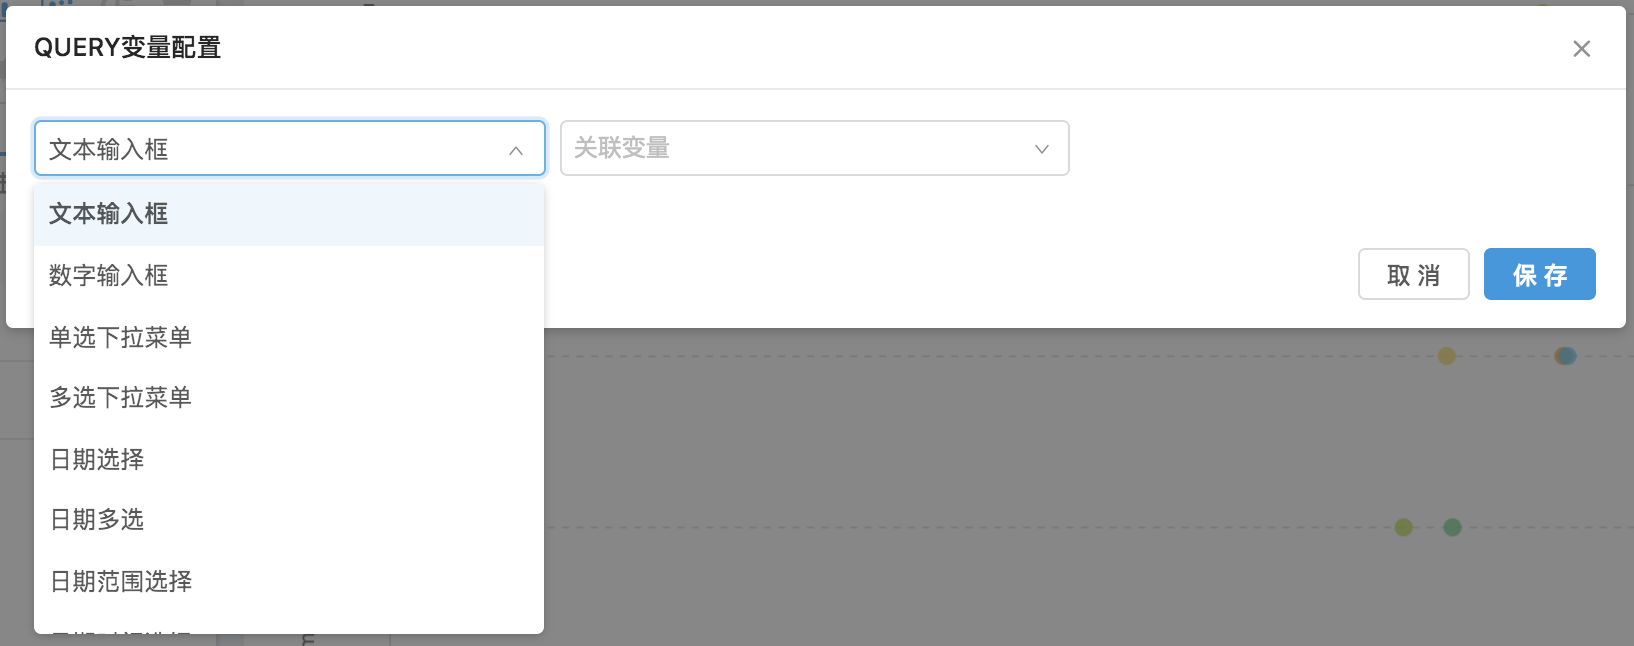 QUERY变量配置
文本输入框
关联变量
文本输入框
数字输入框
单选下拉菜单
多选下拉菜单
日期选择
日期多选
日期范围选择
取 消
保 存